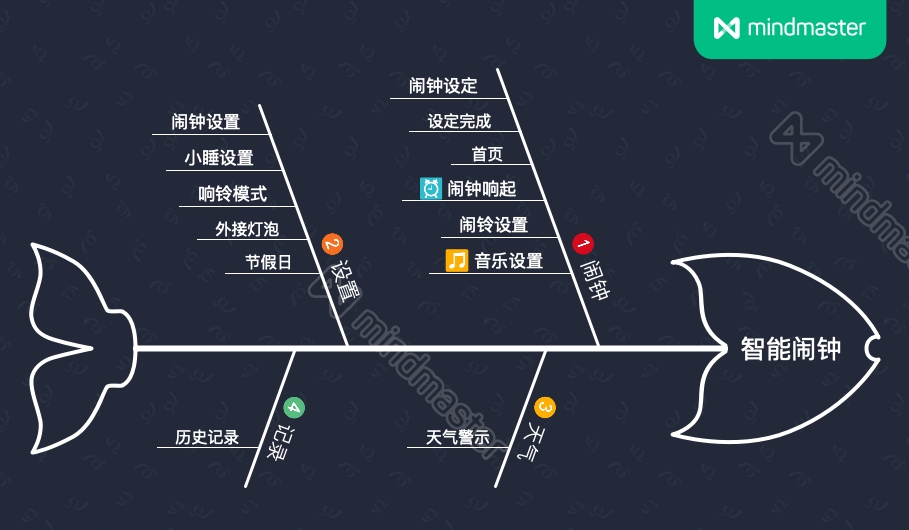 mindmaster
闹钟设定
设定完成
首页
闹钟响起
闹铃设置
音乐设置
1 闹钟
闹钟设置
小睡设置
响铃模式
外接灯泡
节假日
2 设置
智能闹钟
天气警示
3 天气
历史记录
4 记录
mindmaster
mindmaster